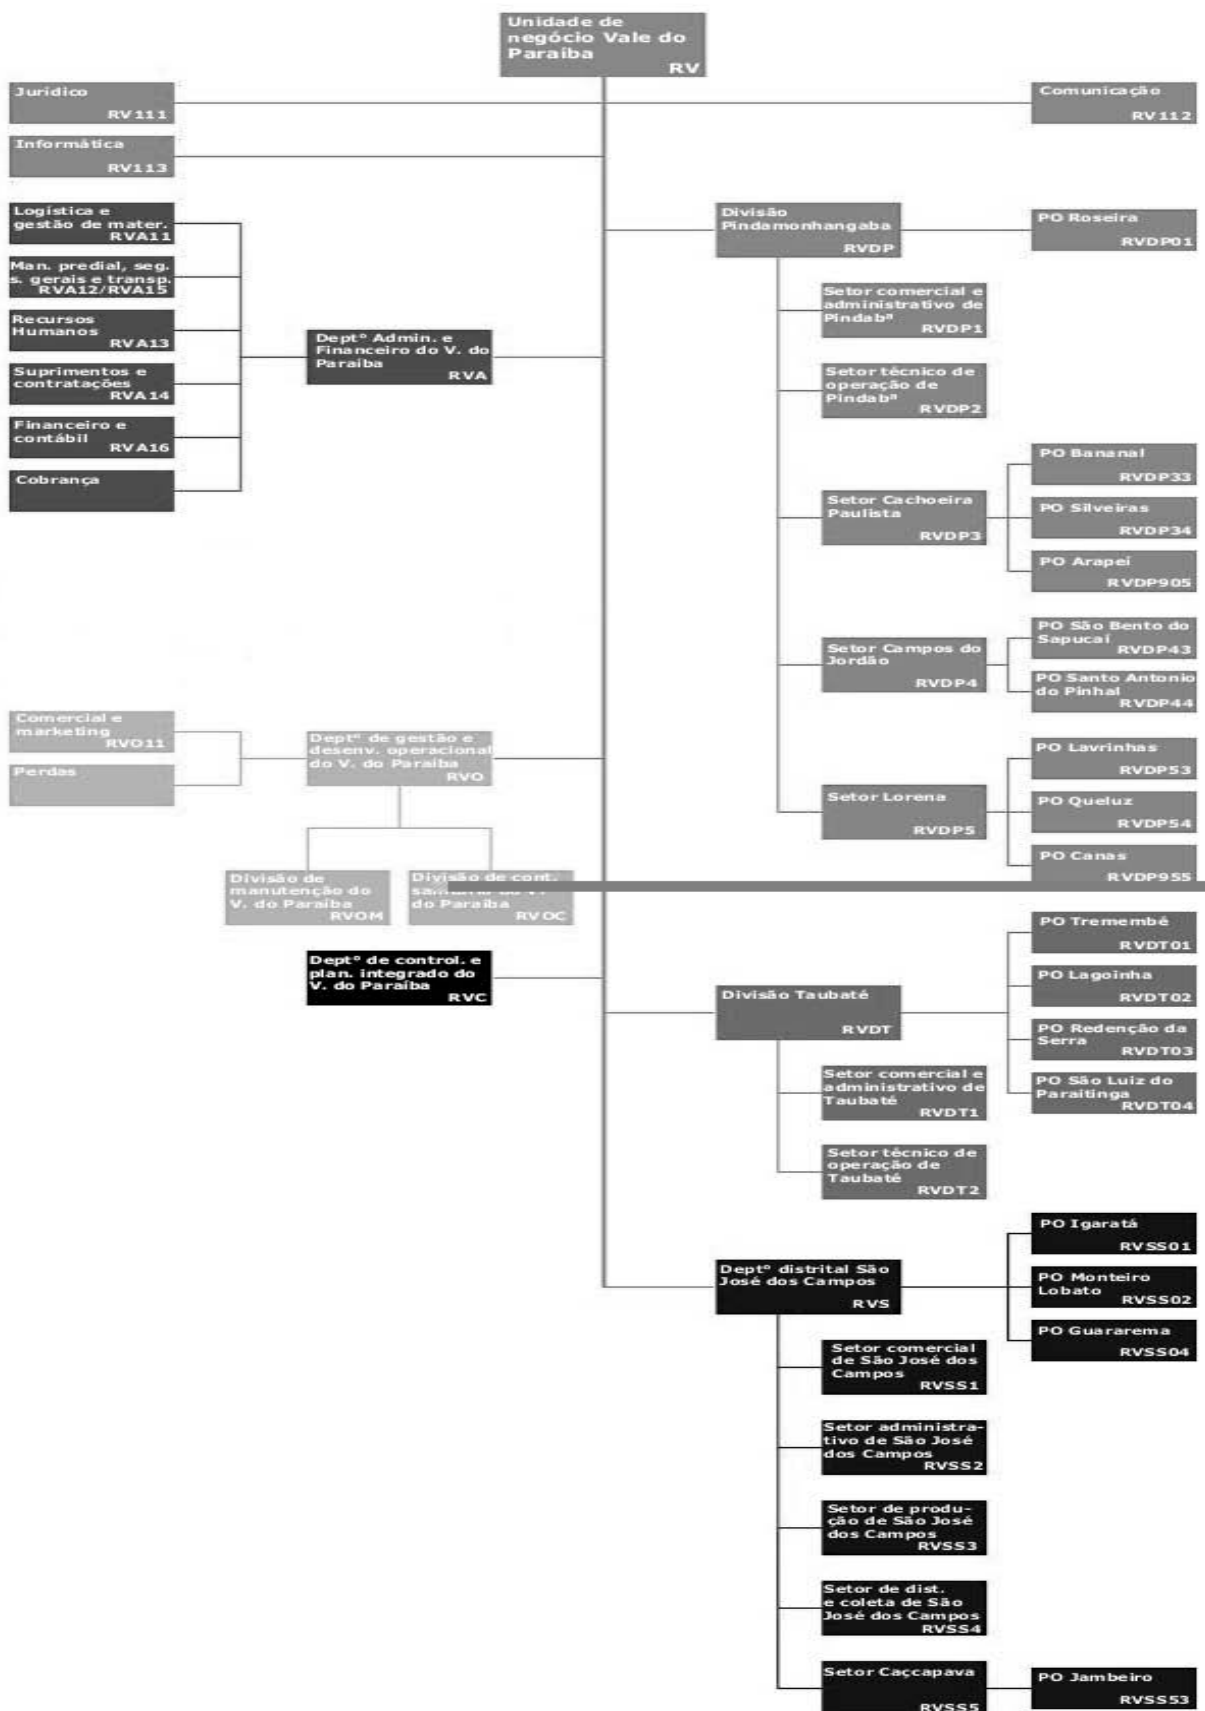 Unidade de
negócio Vale do
Paraíba
RV
Jurídico
RV111
Comunicação
RV112
Informática
RV113
Logística e
gestão de mater.
RVA11
Man. predial, seg.
s. gerais e transp.
RVA12/RVA15
Recursos
Humanos
RVA13
Suprimentos e
contratações
RVA14
Financeiro e
contábil
RVA16
Cobrança
Deptº Admin. e
Financeiro do V. do
Paraíba
RVA
Divisão
Pindamonhangaba
RVDP
PO Roseira
RVDP01
Setor comercial e
administrativo de
Pindabª
RVDP1
Setor técnico de
operação de
Pindabª
RVDP2
Setor Cachoeira
Paulista
RVDP3
PO Bananal
RVDP33
PO Silveiras
RVDP34
PO Arapeí
RVDP905
Setor Campos do
Jordão
RVDP4
PO São Bento do
Sapucaí
RVDP43
PO Santo Antonio
do Pinhal
RVDP44
Setor Lorena
RVDP5
PO Lavrinhas
RVDP53
PO Queluz
RVDP54
PO Canas
RVDP955
Comercial e
marketing
RVO11
Perdas
Deptº de gestão e
desenv. operacional
do V. do Paraíba
RVO
Divisão de
manutenção do
V. do Paraíba
RVOM
Divisão de cont.
V.
do Paraíba
RVOC
Deptº de control. e
plan. integrado do
V. do Paraíba
RVC
Divisão Taubaté
RVDT
PO Tremembé
RVDT01
PO Lagoinha
RVDT02
PO Redenção da
Serra
RVDT03
PO São Luiz do
Paraitinga
RVDT04
Setor comercial e
administrativo de
Taubaté
RVDT1
Setor técnico de
operação de
Taubaté
RVDT2
Deptº distrital São
José dos Campos
RVS
PO Igaratá
RVSS01
PO Monteiro
Lobato
RVSS02
PO Guararema
RVSS04
Setor comercial
de São José dos
Campos
RVSS1
Setor administra-
tivo de São José
dos Campos
RVSS2
Setor de produ-
ção de São José
dos Campos
RVSS3
Setor de dist.
e coleta de São
José dos Campos
RVSS4
Setor Caçcapava
RVSS5
PO Jambeiro
RVSS53